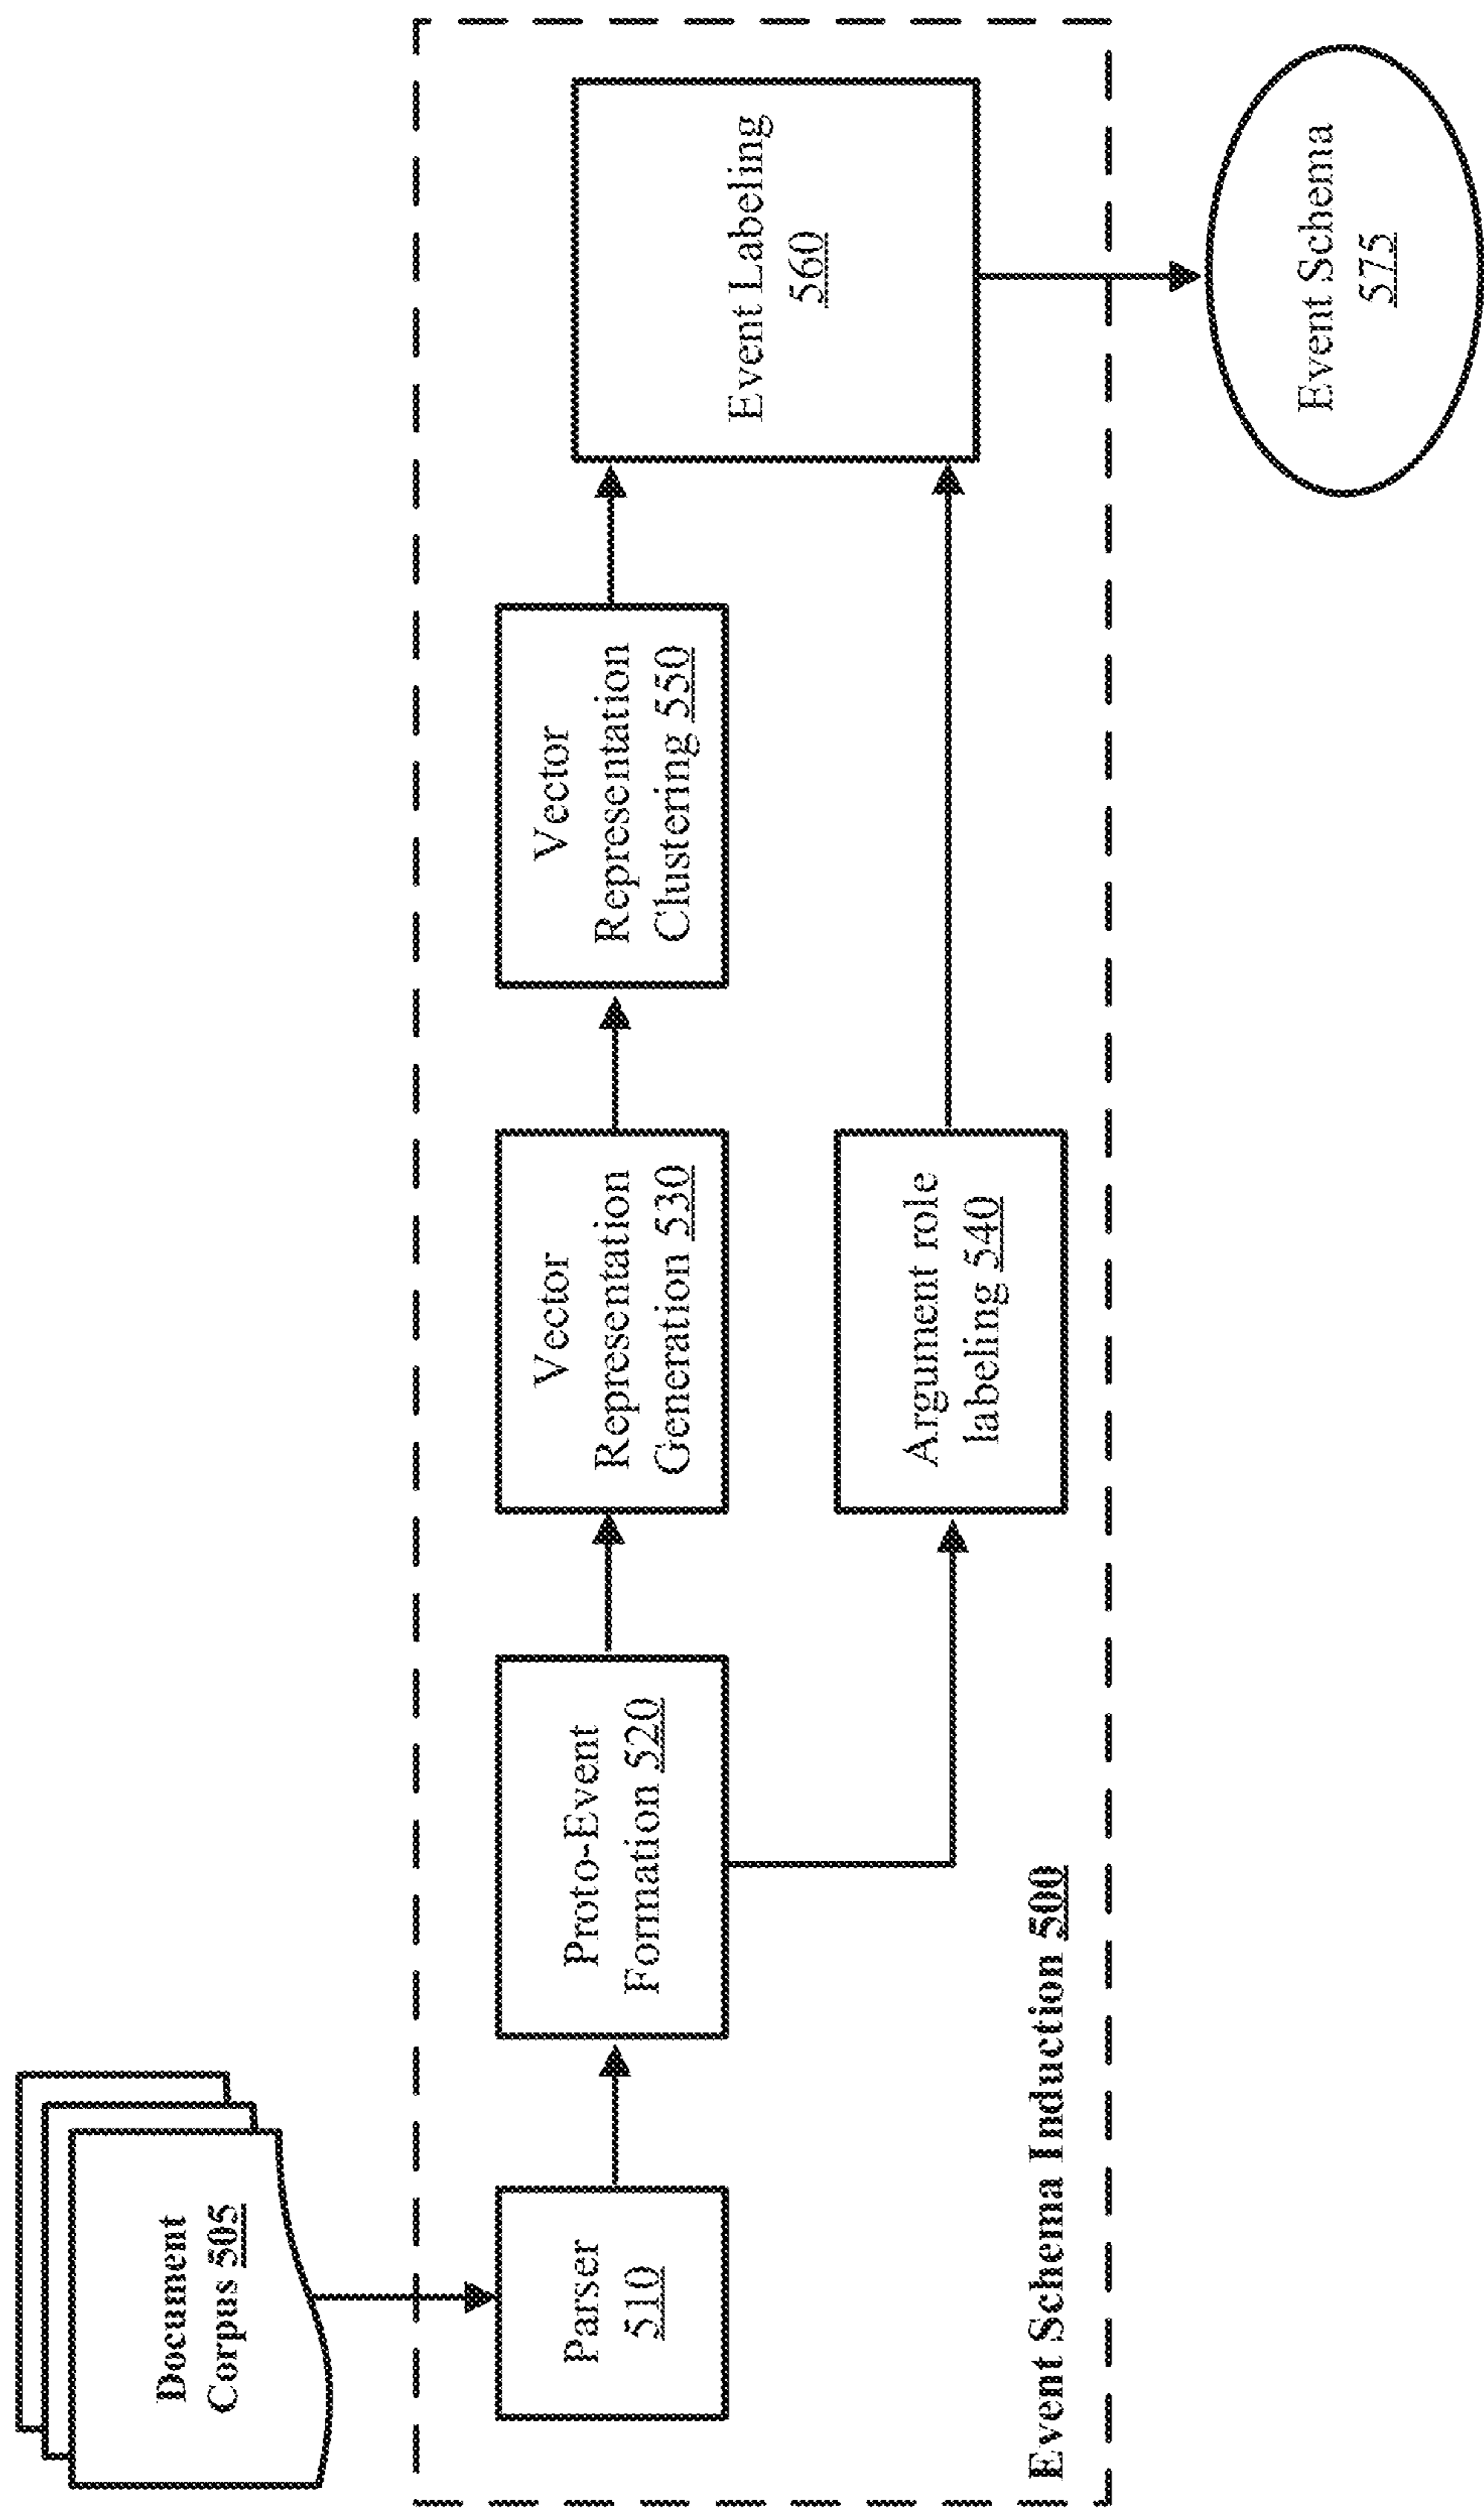 Document
Corpus 505
Parser
510
Proto-Event
Formation 520
Vector
Representation
Generation 530
Vector
Representation
Clustering 550
Argument role
labeling 540
Event Labeling
560
Event Schema Induction 500
Event Schema
575